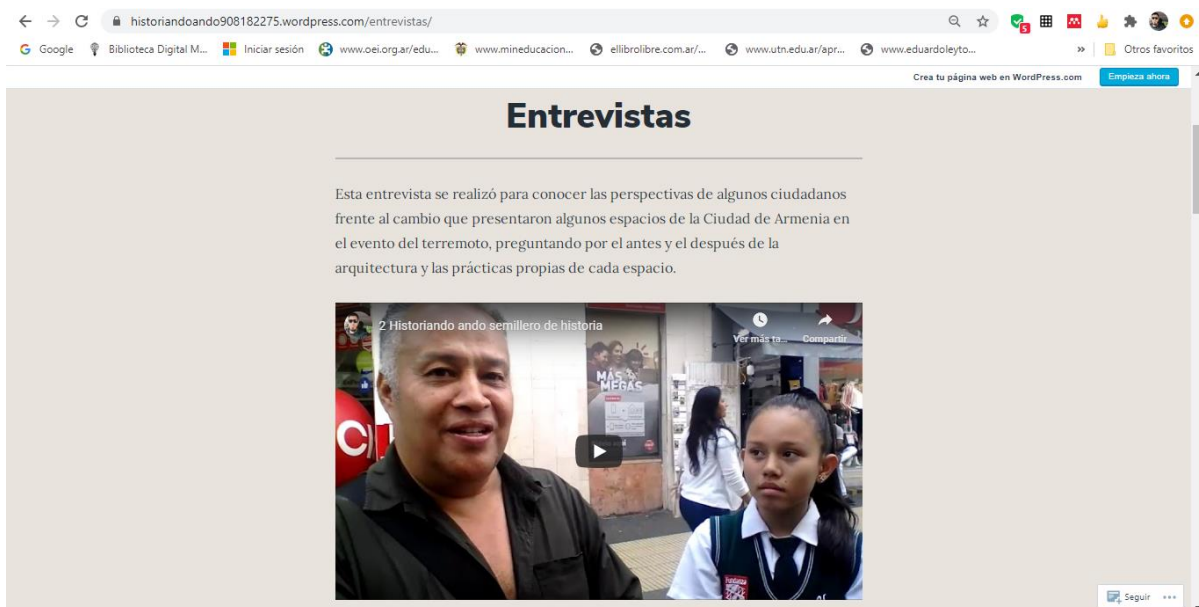 historiandoando908182275.wordpress.com/entrevistas/
Google Biblioteca Digital M... Iniciar sesión www.oei.org.ar/edu... www.mineducacion... ellibrolibre.com.ar/... www.utn.edu.ar/apr... www.eduardoleyto... » Otros favoritos
Crea tu página web en WordPress.com Empieza ahora
Entrevistas
Esta entrevista se realizó para conocer las perspectivas de algunos ciudadanos
frente al cambio que presentaron algunos espacios de la Ciudad de Armenia en
el evento del terremoto, preguntando por el antes y el después de la
arquitectura y las prácticas propias de cada espacio.
2 Historiando ando semillero de historia
Ver más ta... Compartir
MÁS
MEGAS
Cl
Seguir